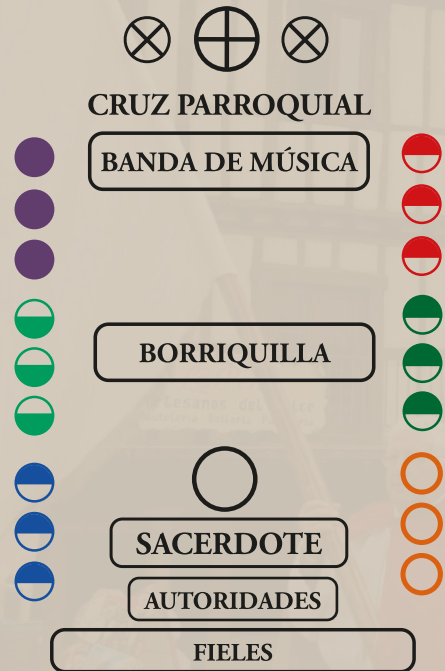 CRUZ PARROQUIAL
BANDA DE MÚSICA
BORRIQUILLA
SACERDOTE
AUTORIDADES
FIELES